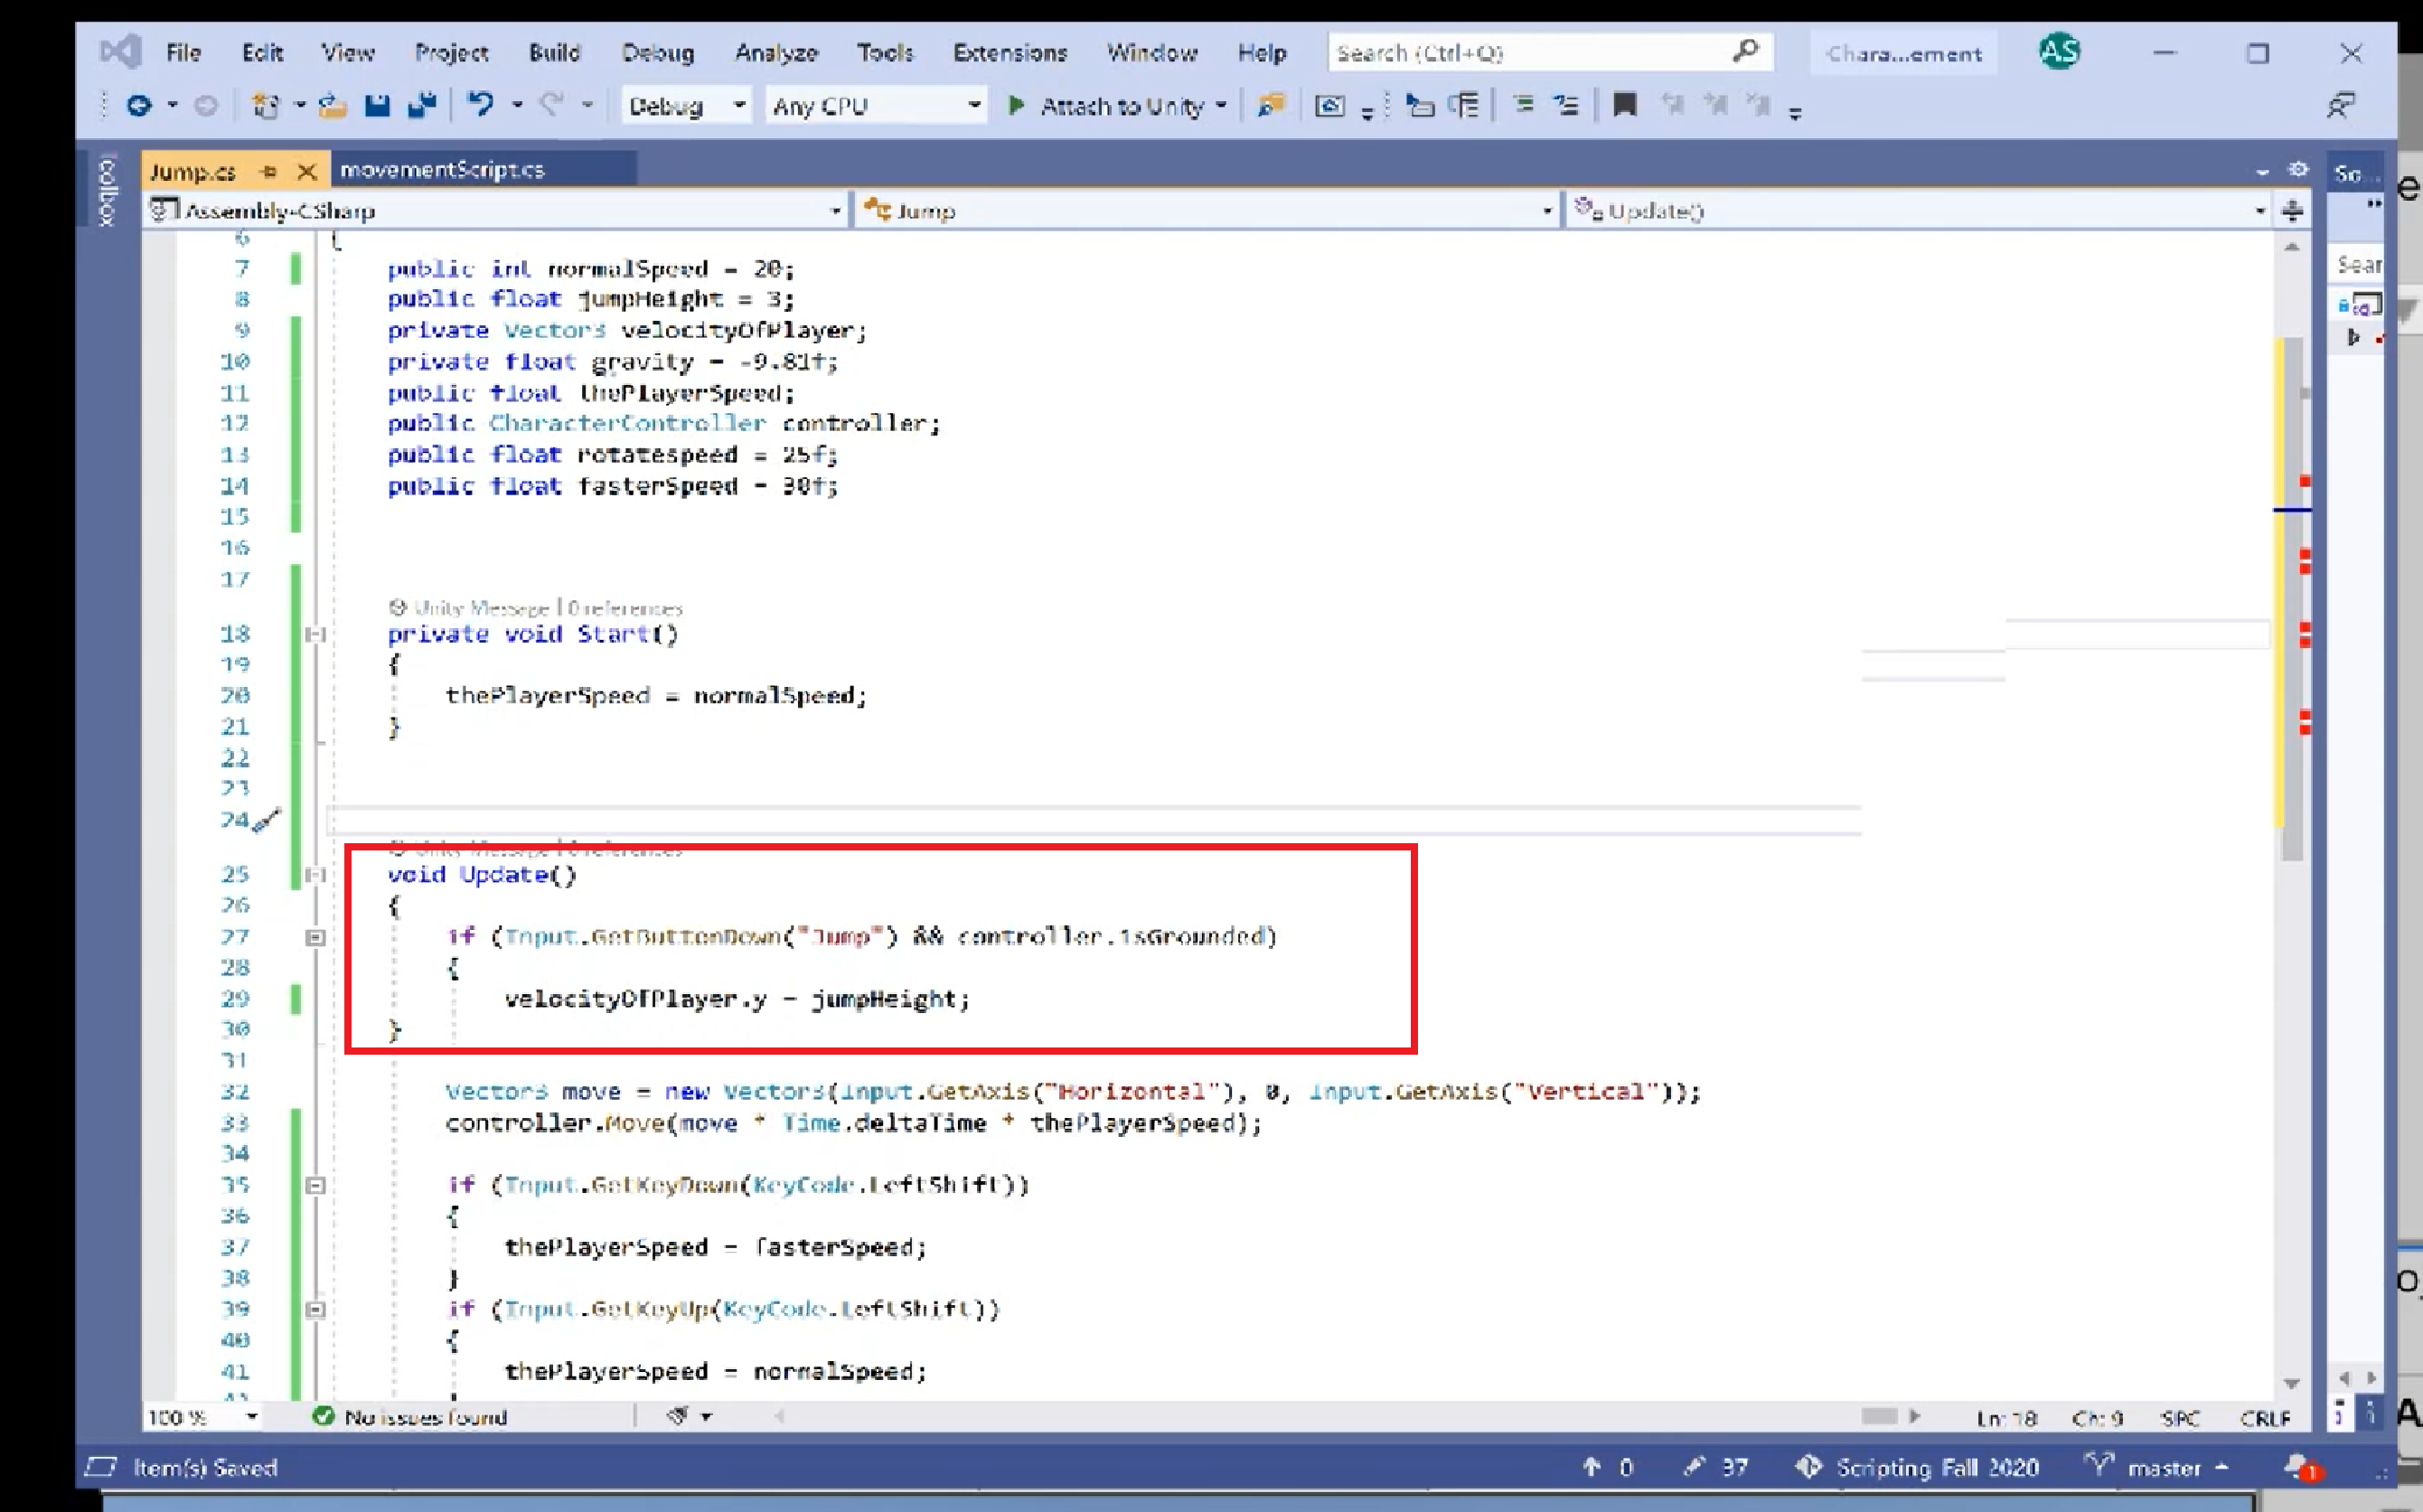 File Edit View Project Build Debug Analyze Tools Extensions Window Help Search (Ctrl+Q) Chara...ement AS
Debug Any CPU Attach to Unity
Toolbox
Jump.cs movementScript.cs
So...
Assembly-CSharp Jump Update()
6 {
7 public int normalSpeed = 20;
Sear
8 public float jumpHeight = 3;
9 private Vector3 velocityOfPlayer;
10 private float gravity = -9.81f;
11 public float thePlayerSpeed;
12 public CharacterController controller;
13 public float rotatespeed = 25f;
14 public float fasterSpeed = 30f;
15
16
17
Unity Message | 0 references
18 private void Start()
19 {
20 thePlayerSpeed = normalSpeed;
21 }
22
23
24
Unity Message | 0 references
25 void Update()
26 {
27 if (Input.GetButtonDown("Jump") && controller.isGrounded)
28 {
29 velocityOfPlayer.y = jumpHeight;
30 }
31
32 Vector3 move = new Vector3(Input.GetAxis("Horizontal"), 0, Input.GetAxis("Vertical"));
33 controller.Move(move * Time.deltaTime * thePlayerSpeed);
34
35 if (Input.GetKeyDown(KeyCode.LeftShift))
36 {
37 thePlayerSpeed = fasterSpeed;
38 }
39 if (Input.GetKeyUp(KeyCode.LeftShift))
40 {
41 thePlayerSpeed = normalSpeed;
100 % No issues found Ln: 18 Ch: 9 SPC CRLF
Item(s) Saved 0 37 Scripting Fall 2020 master 1